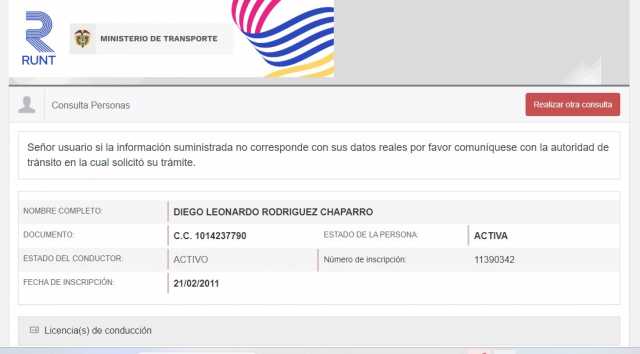 RUNT
MINISTERIO DE TRANSPORTE
Consulta Personas
Realizar otra consulta
Señor usuario si la información suministrada no corresponde con sus datos reales por favor comuníquese con la autoridad de
tránsito en la cual solicitó su trámite.
NOMBRE COMPLETO: DIEGO LEONARDO RODRIGUEZ CHAPARRO
DOCUMENTO: C.C. 1014237790 ESTADO DE LA PERSONA: ACTIVA
ESTADO DEL CONDUCTOR: ACTIVO Número de inscripción: 11390342
FECHA DE INSCRIPCIÓN: 21/02/2011
Licencia(s) de conducción